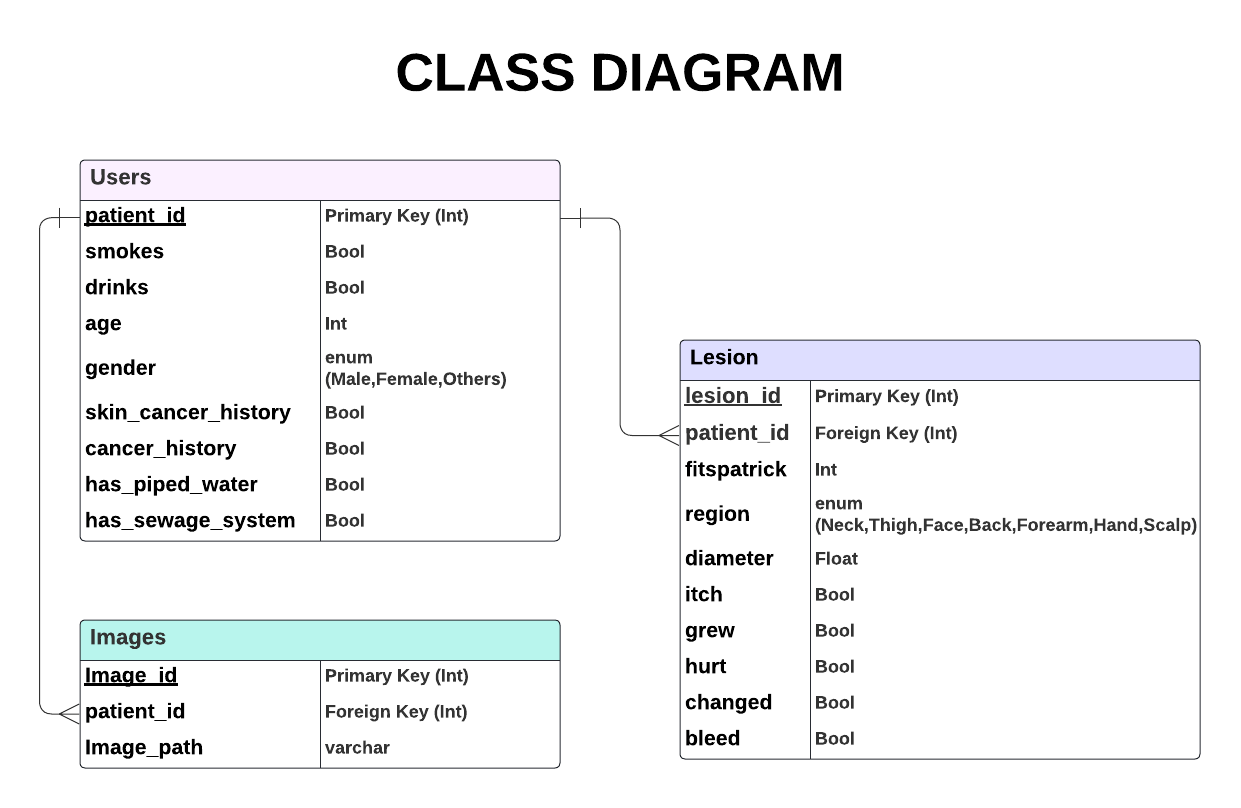 CLASS DIAGRAM
Users
patient_id Primary Key (Int)
smokes Bool
drinks Bool
age Int
gender enum
(Male,Female,Others)
skin_cancer_history Bool
cancer_history Bool
has_piped_water Bool
has_sewage_system Bool
Lesion
lesion_id Primary Key (Int)
patient_id Foreign Key (Int)
fitspatrick Int
region enum
(Neck,Thigh,Face,Back,Forearm,Hand,Scalp)
diameter Float
itch Bool
grew Bool
hurt Bool
changed Bool
bleed Bool
Images
Image_id Primary Key (Int)
patient_id Foreign Key (Int)
Image_path varchar